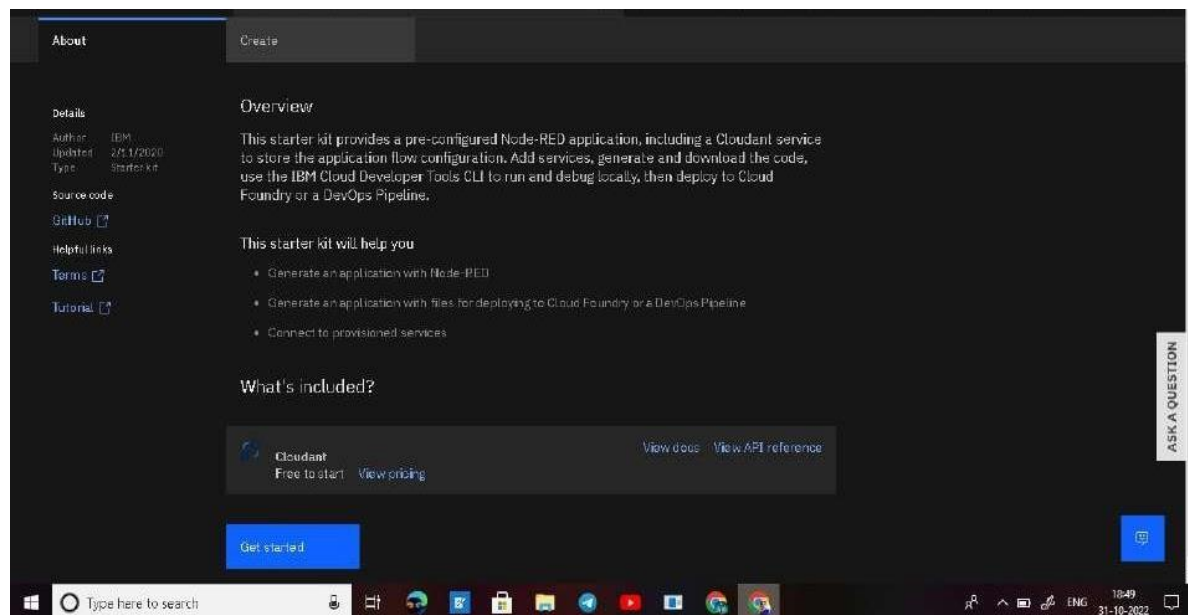 About
Create
Details
Author IBM
Updated 2/11/2020
Type Starter kit
Source code
GitHub
Helpful links
Terms
Tutorial
Overview
This starter kit provides a pre-configured Node-RED application, including a Cloudant service
to store the application flow configuration. Add services, generate and download the code,
use the IBM Cloud Developer Tools CLI to run and debug locally, then deploy to Cloud
Foundry or a DevOps Pipeline.
This starter kit will help you
• Generate an application with Node-RED
• Generate an application with files for deploying to Cloud Foundry or a DevOps Pipeline
• Connect to provisioned services
What's included?
Cloudant
Free to start View pricing
View docs View API reference
Get started
ASK A QUESTION
Type here to search
ENG
18:49
31-10-2022